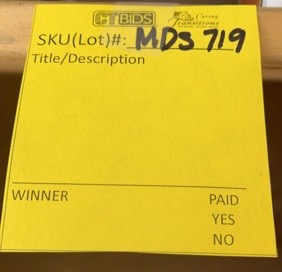 CTBIDS Caring Transitions
SKU(Lot)#: MDS 719
Title/Description
WINNER PAID
YES
NO